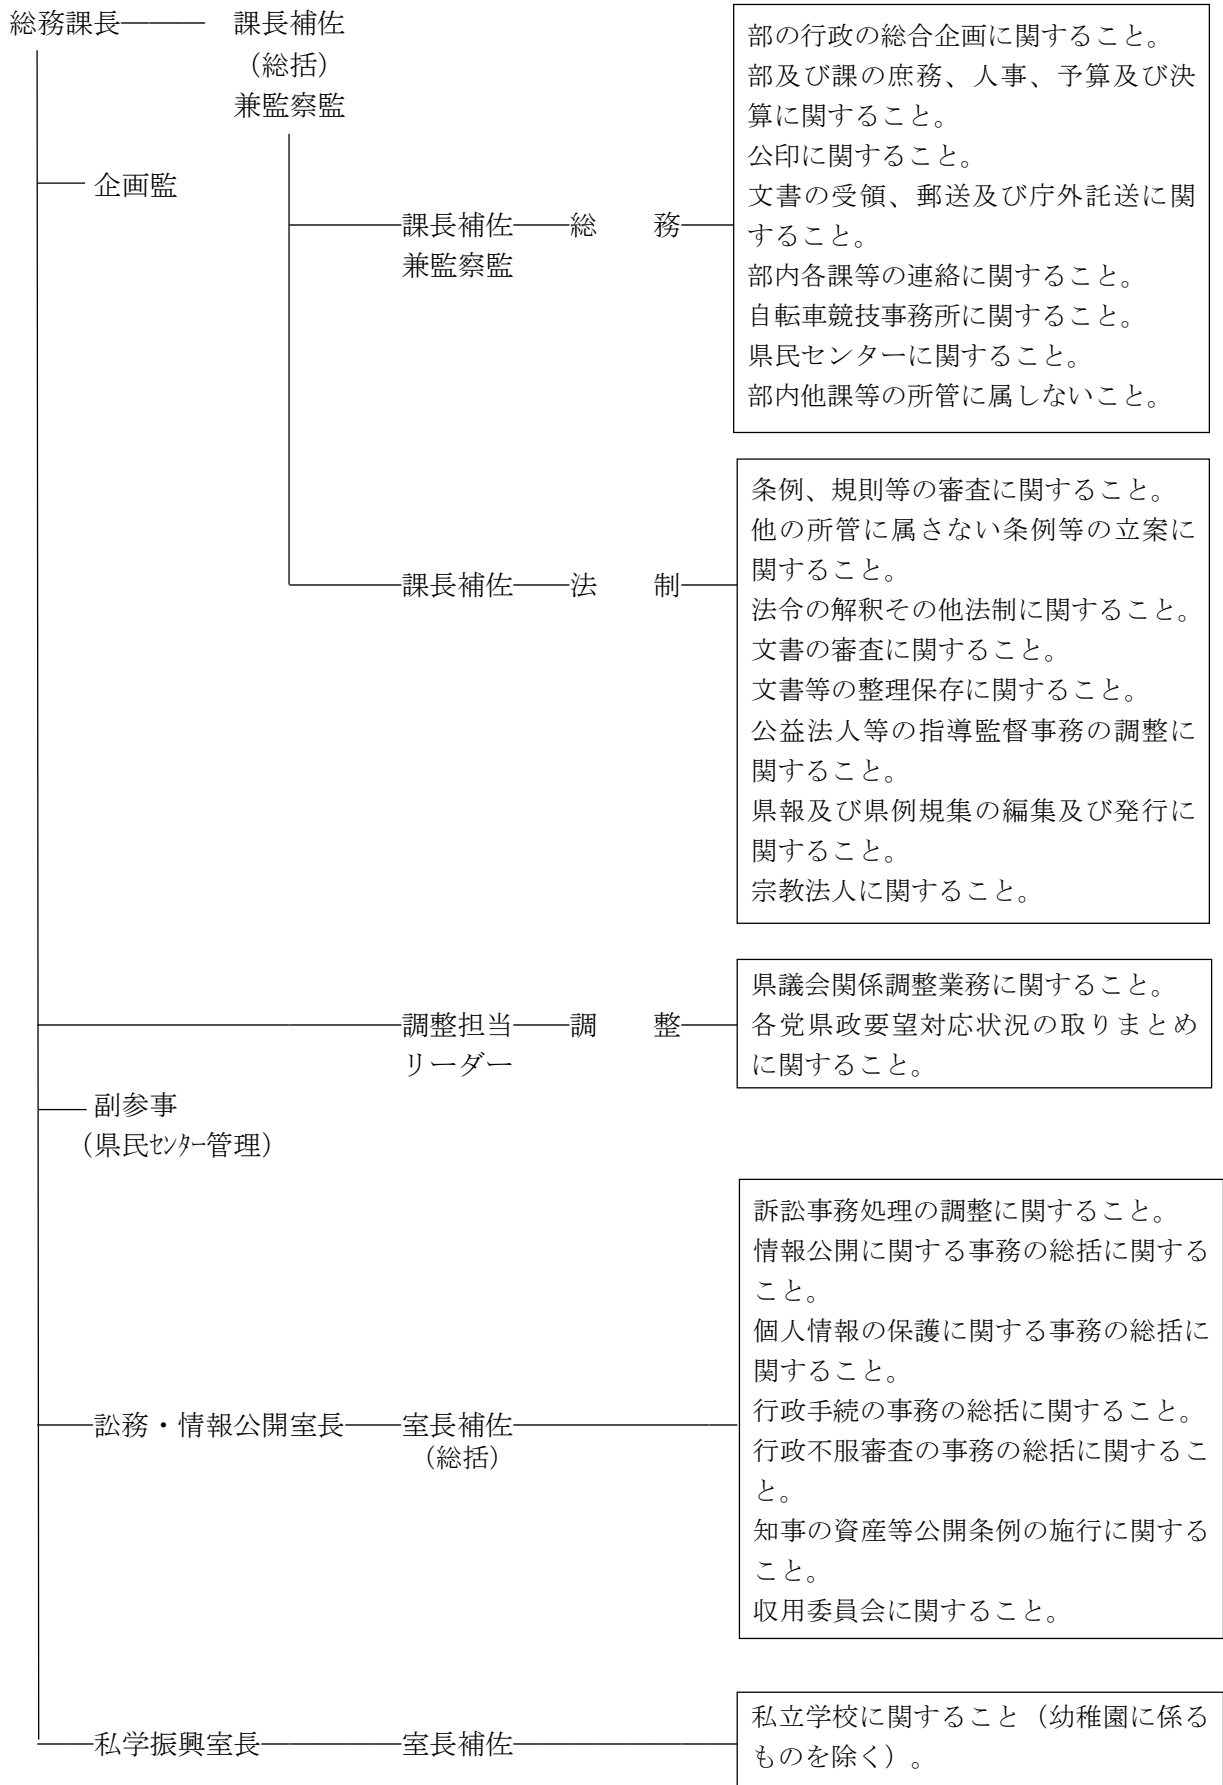 総務課長 課長補佐
（総括）
兼監察監
企画監
課長補佐 総 務
兼監察監
部の行政の総合企画に関すること。
部及び課の庶務、人事、予算及び決
算に関すること。
公印に関すること。
文書の受領、郵送及び庁外託送に関
すること。
部内各課等の連絡に関すること。
自転車競技事務所に関すること。
県民センターに関すること。
部内他課等の所管に属しないこと。
課長補佐 法 制
条例、規則等の審査に関すること。
他の所管に属さない条例等の立案に
関すること。
法令の解釈その他法制に関すること。
文書の審査に関すること。
文書等の整理保存に関すること。
公益法人等の指導監督事務の調整に
関すること。
県報及び県例規集の編集及び発行に
関すること。
宗教法人に関すること。
調整担当 調 整
リーダー
県議会関係調整業務に関すること。
各党県政要望対応状況の取りまとめ
に関すること。
副参事
（県民ｾﾝﾀｰ管理）
訟務・情報公開室長 室長補佐
（総括）
訴訟事務処理の調整に関すること。
情報公開に関する事務の総括に関する
こと。
個人情報の保護に関する事務の総括に
関すること。
行政手続の事務の総括に関すること。
行政不服審査の事務の総括に関するこ
と。
知事の資産等公開条例の施行に関する
こと。
収用委員会に関すること。
私学振興室長 室長補佐
私立学校に関すること（幼稚園に係る
ものを除く）。